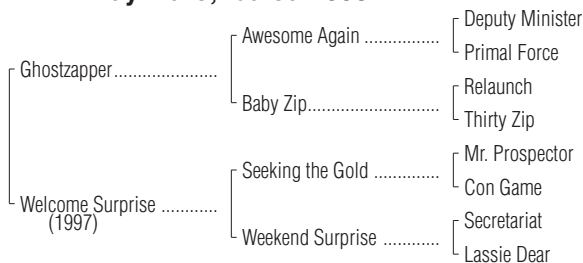 Deputy Minister
Awesome Again ................
Primal Force
Ghostzapper......................
Relaunch
Baby Zip............................
Thirty Zip
Mr. Prospector
Seeking the Gold .................
Con Game
Welcome Surprise ............
(1997)
Secretariat
Weekend Surprise ............
Lassie Dear